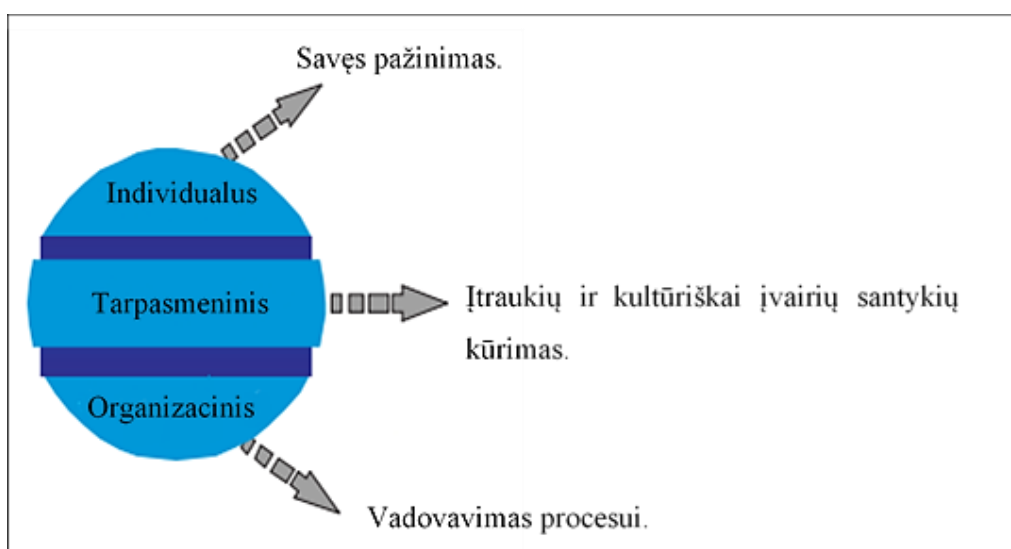 Savęs pažinimas.
Individualus
Tarpasmeninis
Įtraukių ir kultūriškai įvairių santykių
kūrimas.
Organizacinis
Vadovavimas procesui.